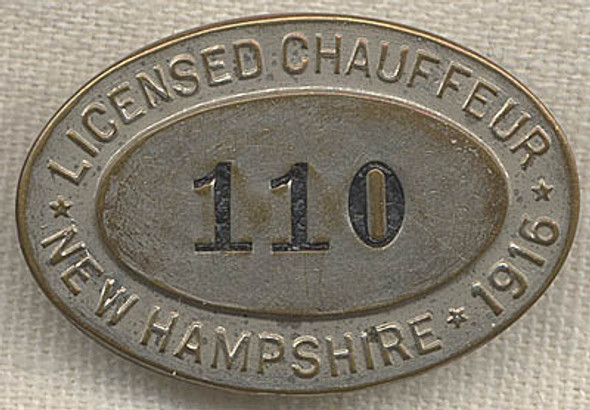 LICENSED CHAUFFEUR
110
NEW HAMPSHIRE ★ 1916